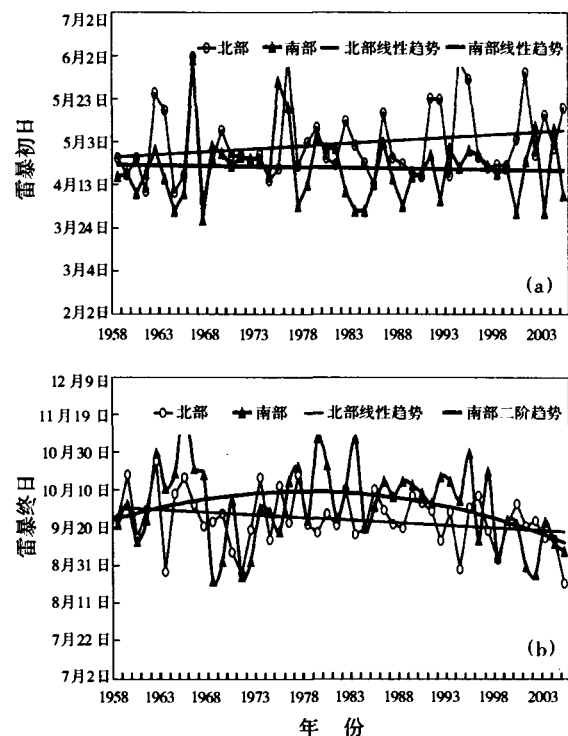 7月2日
北部 南部 北部线性趋势 南部线性趋势
6月2日
5月23日
5月3日
4月13日
3月24日
3月4日
2月2日
雷暴初日
(a)
1958 1963 1968 1973 1978 1983 1988 1993 1998 2003
12月9日
11月19日
北部 南部 北部线性趋势 南部二阶趋势
10月30日
10月10日
9月20日
8月31日
8月11日
7月22日
7月2日
雷暴终日
(b)
1958 1963 1968 1973 1978 1983 1988 1993 1998 2003
年 份